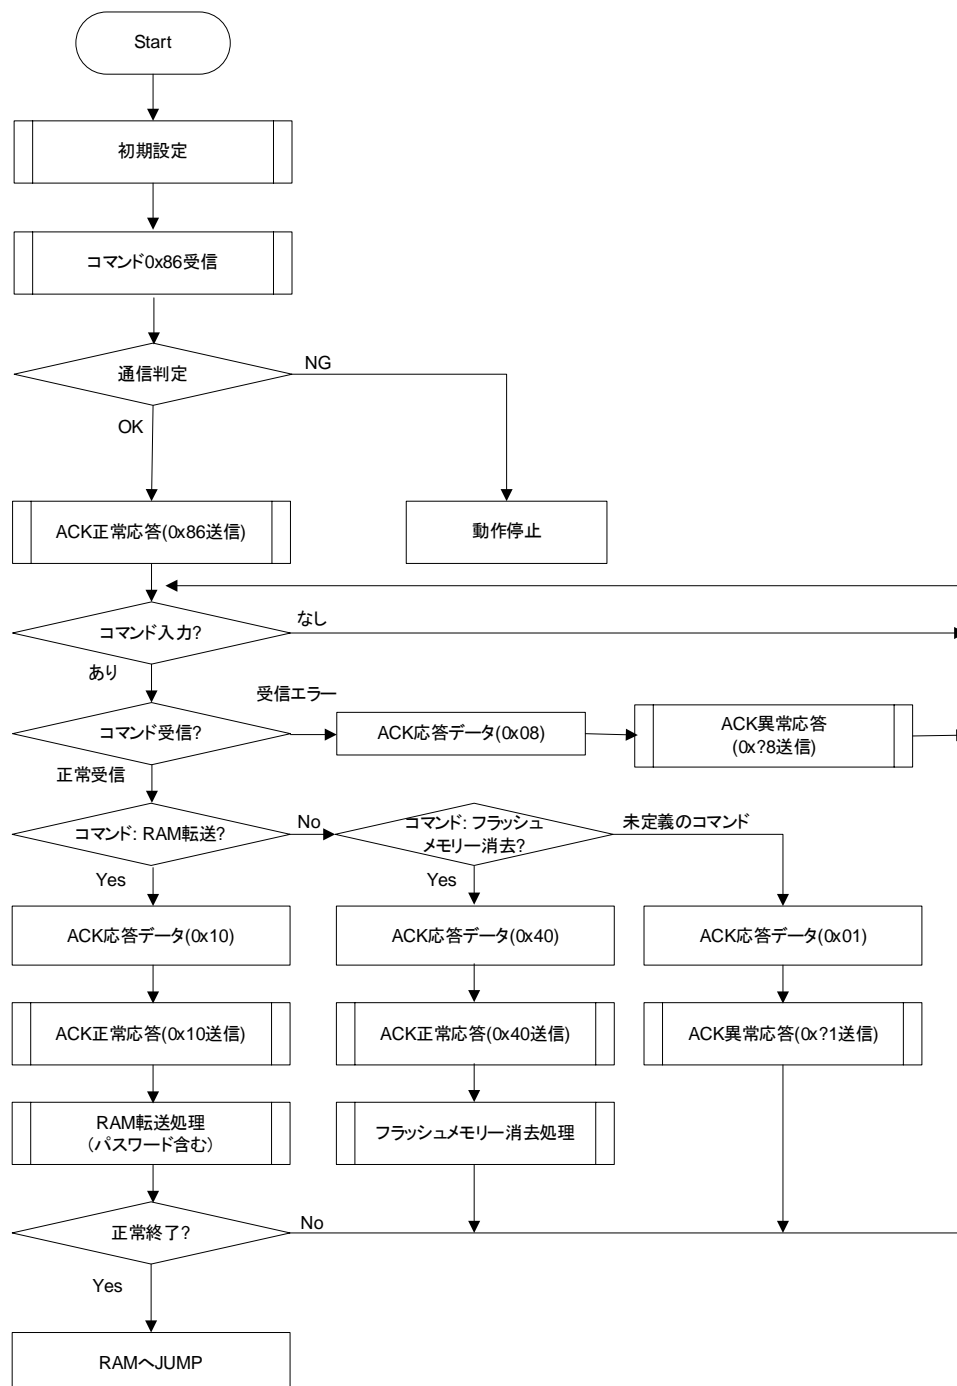 Start
初期設定
コマンド0x86受信
通信判定
NG
OK
ACK正常応答(0x86送信)
動作停止
コマンド入力?
なし
あり
受信エラー
コマンド受信?
ACK応答データ(0x08)
ACK異常応答
(0x?8送信)
正常受信
コマンド: RAM転送?
No
コマンド: フラッシュ
メモリー消去?
未定義のコマンド
Yes
Yes
ACK応答データ(0x10)
ACK応答データ(0x40)
ACK応答データ(0x01)
ACK正常応答(0x10送信)
ACK正常応答(0x40送信)
ACK異常応答(0x?1送信)
RAM転送処理
(パスワード含む)
フラッシュメモリー消去処理
正常終了?
No
Yes
RAMへJUMP